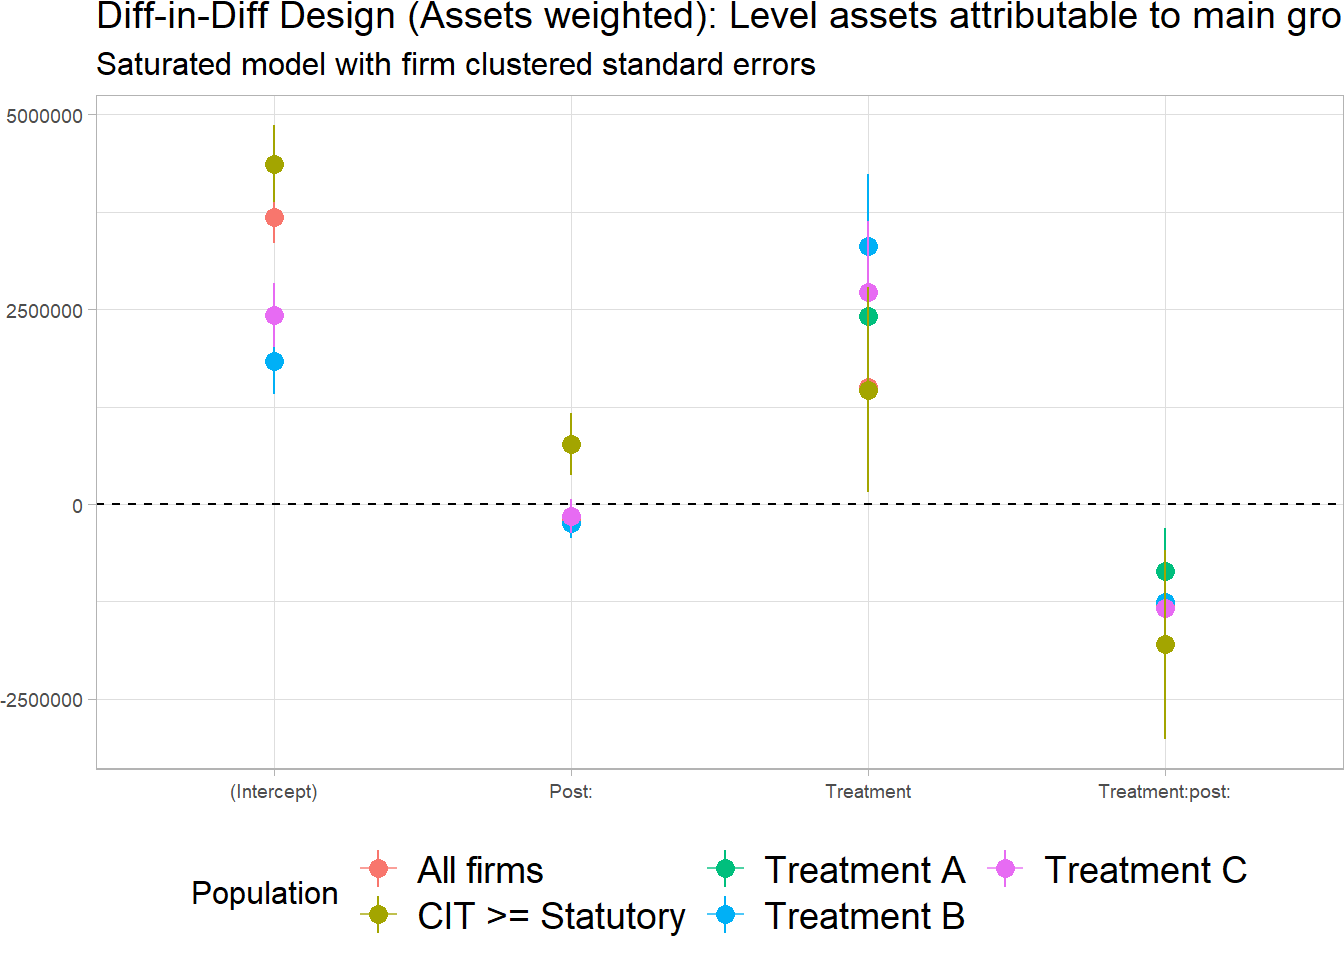 Diff-in-Diff Design (Assets weighted): Level assets attributable to main gro
Saturated model with firm clustered standard errors
5000000
2500000
0
-2500000
(Intercept) Post: Treatment Treatment:post:
Population
All firms Treatment A Treatment C
CIT >= Statutory Treatment B